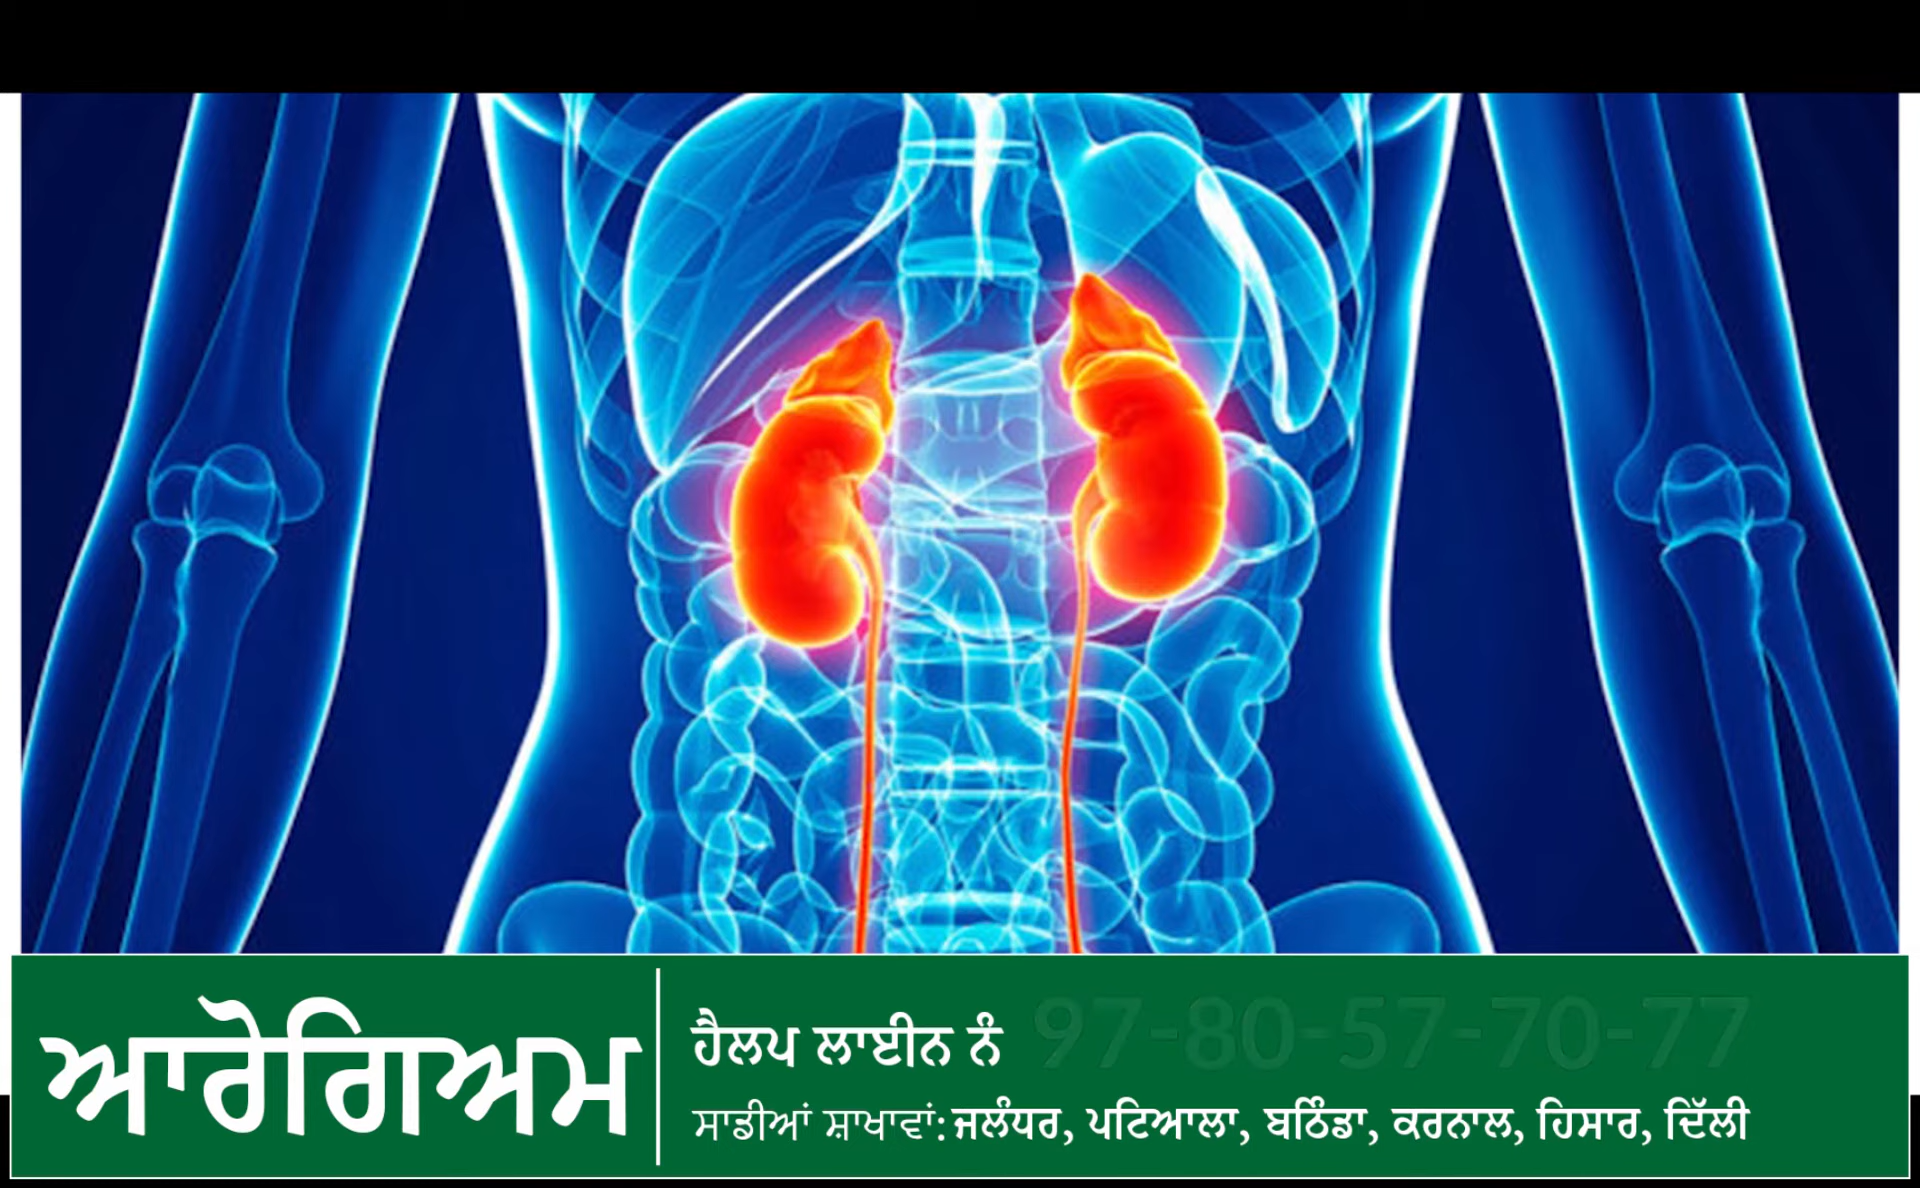 ਆਰੋਗਿਅਮ
ਹੈਲਪ ਲਾਈਨ ਨੰ 97-80-57-70-77
ਸਾਡੀਆਂ ਸ਼ਾਖਾਵਾਂ: ਜਲੰਧਰ, ਪਟਿਆਲਾ, ਬਠਿੰਡਾ, ਕਰਨਾਲ, ਹਿਸਾਰ, ਦਿੱਲੀ